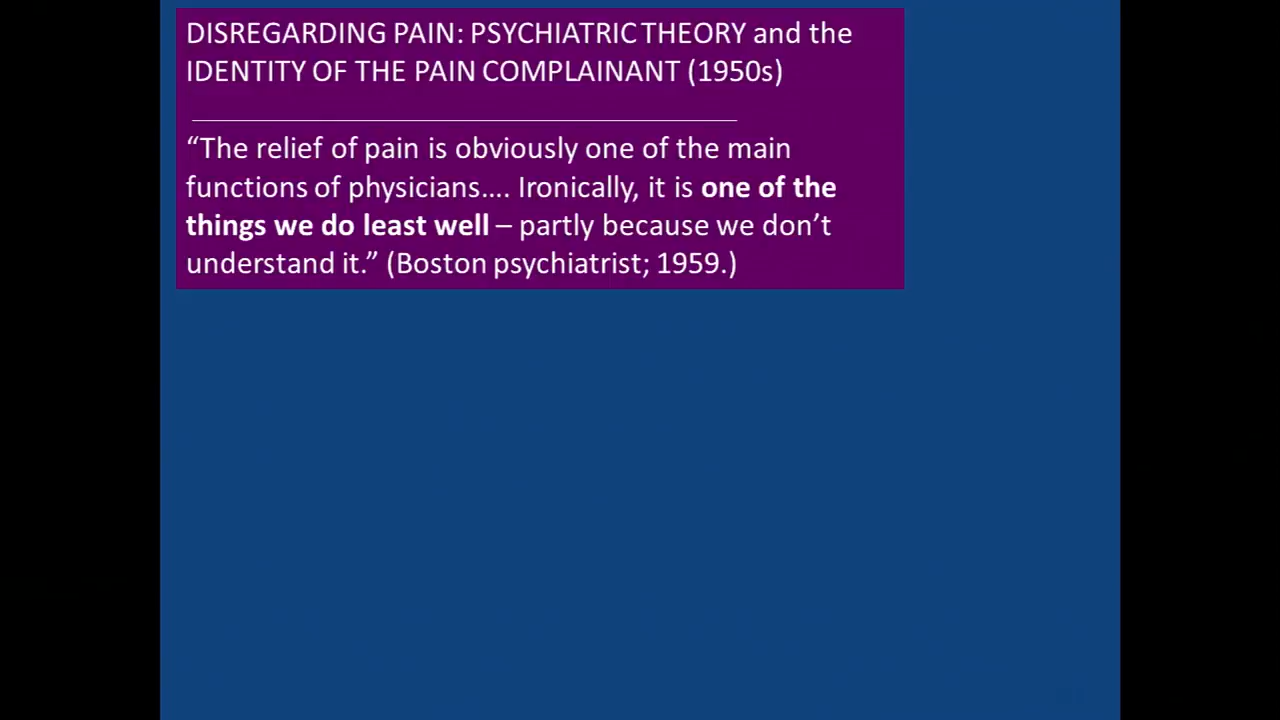 DISREGARDING PAIN: PSYCHIATRIC THEORY and the
IDENTITY OF THE PAIN COMPLAINANT (1950s)
“The relief of pain is obviously one of the main
functions of physicians…. Ironically, it is one of the
things we do least well – partly because we don’t
understand it.” (Boston psychiatrist; 1959.)